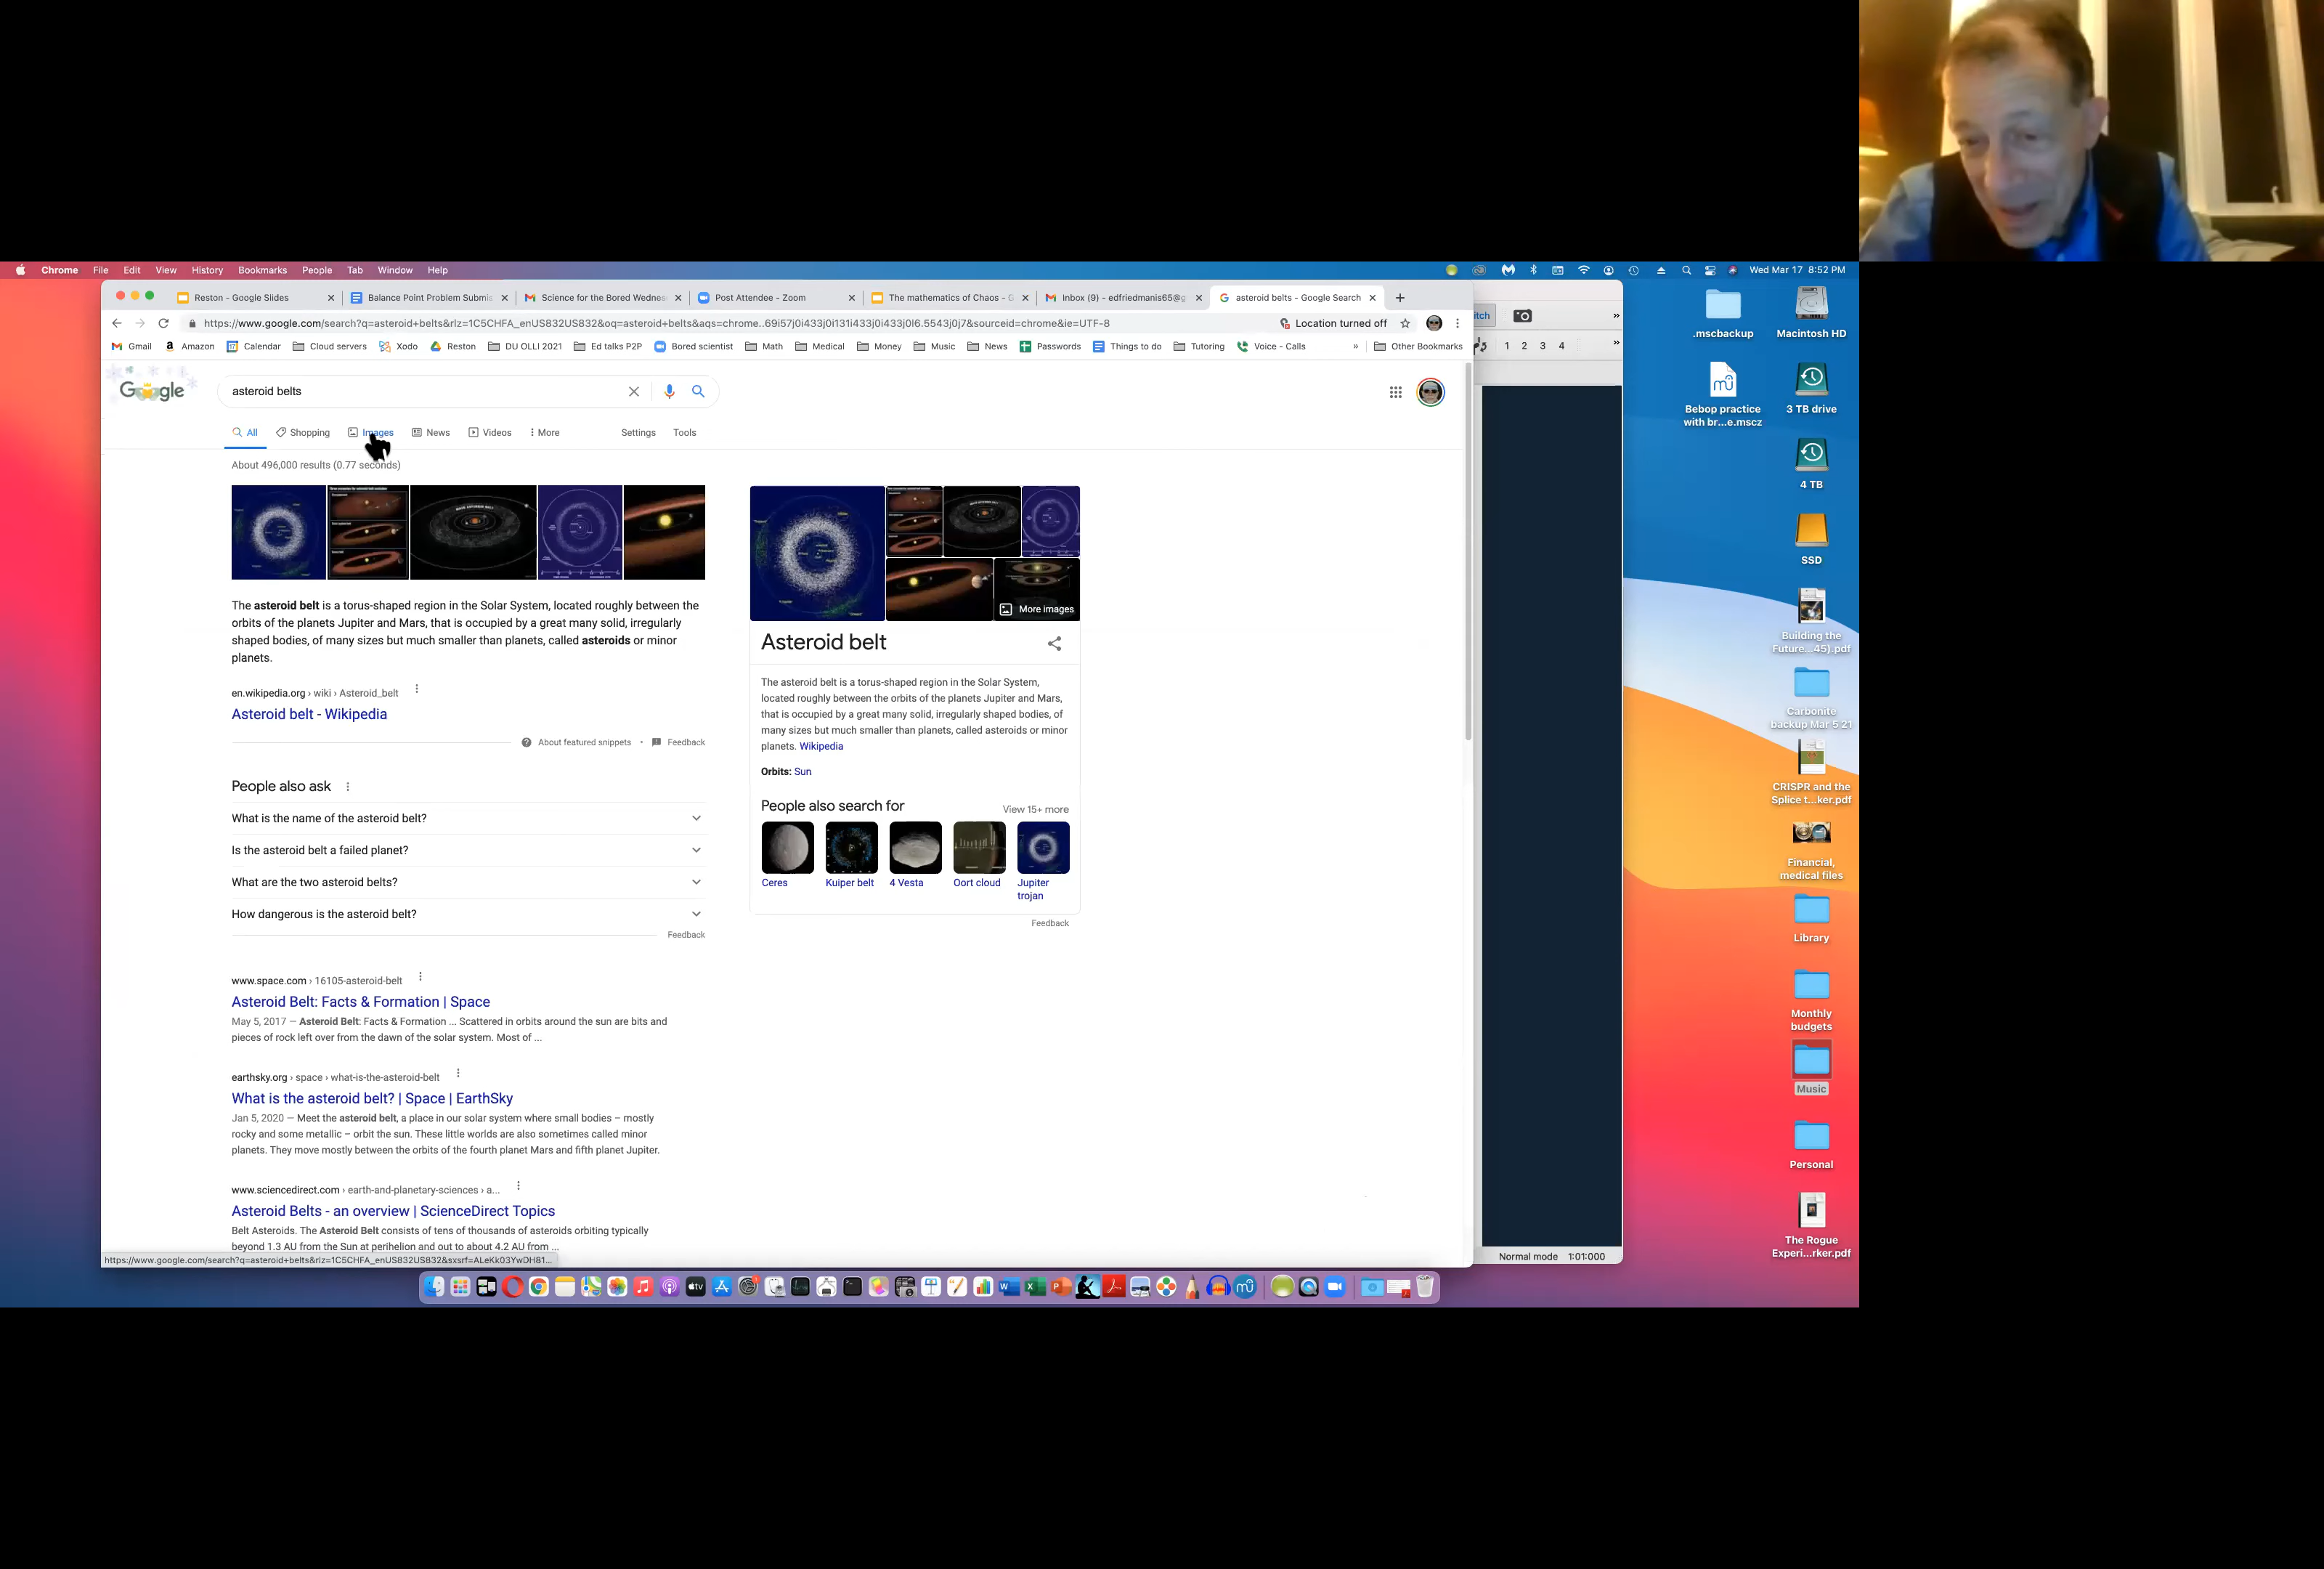 Chrome File Edit View History Bookmarks People Tab Window Help
Wed Mar 17 8:52 PM
Reston - Google Slides
Balance Point Problem Submis
Science for the Bored Wednes
Post Attendee - Zoom
The mathematics of Chaos - G
Inbox (9) - edfriedmanis65@g
asteroid belts - Google Search
https://www.google.com/search?q=asteroid+belts&rlz=1C5CHFA_enUS832US832&oq=asteroid+belts&aqs=chrome..69i57j0i433j0i131i433j0i433j0l6.5543j0j7&sourceid=chrome&ie=UTF-8
Location turned off
Gmail Amazon Calendar Cloud servers Xodo Reston DU OLLI 2021 Ed talks P2P Bored scientist Math Medical Money Music News Passwords Things to do Tutoring Voice - Calls » Other Bookmarks
itch
»
1 2 3 4
»
Google
asteroid belts
All Shopping Images News Videos More Settings Tools
About 496,000 results (0.77 seconds)
The asteroid belt is a torus-shaped region in the Solar System, located roughly between the
orbits of the planets Jupiter and Mars, that is occupied by a great many solid, irregularly
shaped bodies, of many sizes but much smaller than planets, called asteroids or minor
planets.
en.wikipedia.org › wiki › Asteroid_belt
Asteroid belt - Wikipedia
About featured snippets • Feedback
People also ask
What is the name of the asteroid belt?
Is the asteroid belt a failed planet?
What are the two asteroid belts?
How dangerous is the asteroid belt?
Feedback
www.space.com › 16105-asteroid-belt
Asteroid Belt: Facts & Formation | Space
May 5, 2017 — Asteroid Belt: Facts & Formation ... Scattered in orbits around the sun are bits and
pieces of rock left over from the dawn of the solar system. Most of ...
earthsky.org › space › what-is-the-asteroid-belt
What is the asteroid belt? | Space | EarthSky
Jan 5, 2020 — Meet the asteroid belt, a place in our solar system where small bodies – mostly
rocky and some metallic – orbit the sun. These little worlds are also sometimes called minor
planets. They move mostly between the orbits of the fourth planet Mars and fifth planet Jupiter.
www.sciencedirect.com › earth-and-planetary-sciences › a...
Asteroid Belts - an overview | ScienceDirect Topics
Belt Asteroids. The Asteroid Belt consists of tens of thousands of asteroids orbiting typically
beyond 1.3 AU from the Sun at perihelion and out to about 4.2 AU from ...
https://www.google.com/search?q=asteroid+belts&rlz=1C5CHFA_enUS832US832&sxsrf=ALeKk03YwDH81...
More images
Asteroid belt
The asteroid belt is a torus-shaped region in the Solar System,
located roughly between the orbits of the planets Jupiter and Mars,
that is occupied by a great many solid, irregularly shaped bodies, of
many sizes but much smaller than planets, called asteroids or minor
planets. Wikipedia
Orbits: Sun
People also search for
View 15+ more
Ceres
Kuiper belt
4 Vesta
Oort cloud
Jupiter
trojan
Feedback
Normal mode 1:01:000
.mscbackup
Macintosh HD
Bebop practice
with br...e.mscz
3 TB drive
4 TB
SSD
Building the
Future...45].pdf
Carbonite
backup Mar 5 21
CRISPR and the
Splice t...ker.pdf
Financial,
medical files
Library
Monthly
budgets
Music
Personal
The Rogue
Experi...rker.pdf